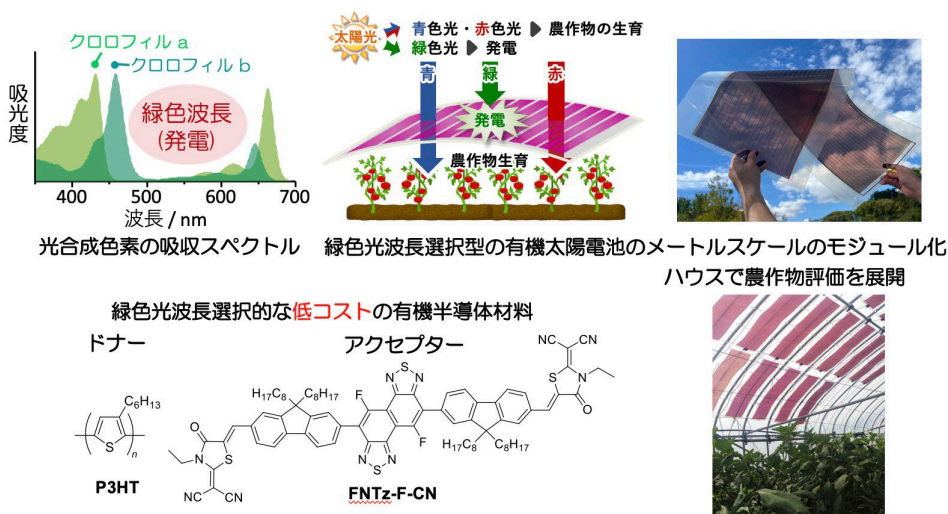 クロロフィル a
クロロフィル b
緑色波長
(発電)
吸光度
400
500
600
700
波長 / nm
光合成色素の吸収スペクトル
太陽光
青色光・赤色光▶農作物の生育
緑色光▶発電
青
緑
赤
発電
農作物生育
緑色光波長選択型の有機太陽電池のメートルスケールのモジュール化
ハウスで農作物評価を展開
緑色光波長選択的な低コストの有機半導体材料
ドナー
アクセプター
C6H13
S
n
P3HT
H17C8
C8H17
N
S
N
F
O
N
S
NC
CN
N
S
N
F
H17C8
C8H17
NC
CN
S
N
O
FNTz-F-CN